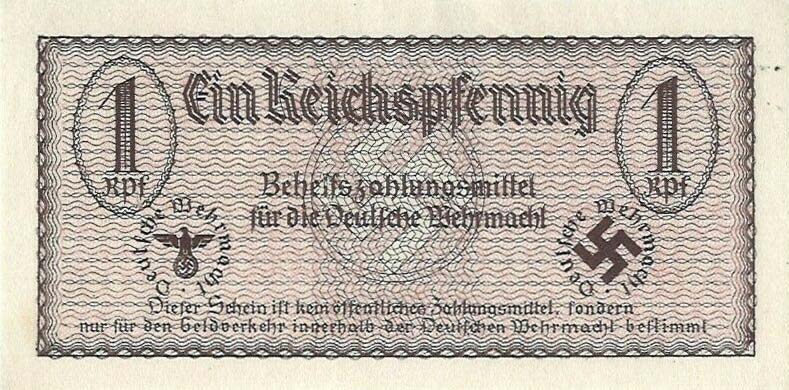 1 Ein Reichspfennig 1
Rpf Rpf
Behelfszahlungsmittel
für die Deutsche Wehrmacht
Deutsche Wehrmacht
Deutsche Wehrmacht
Dieser Schein ist kein öffentliches Zahlungsmittel, sondern
nur für den Geldverkehr innerhalb der Deutschen Wehrmacht bestimmt